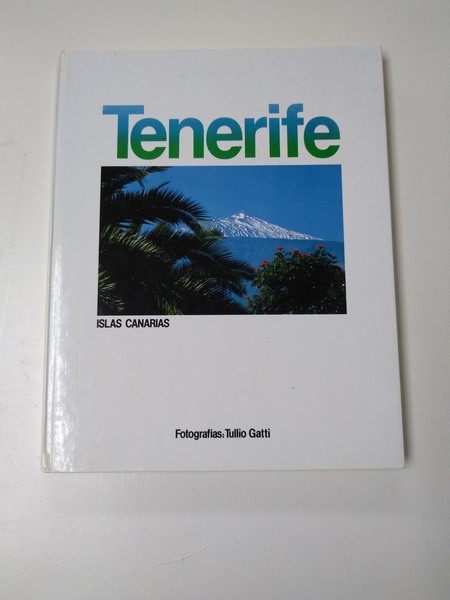 Tenerife
ISLAS CANARIAS
Fotografías: Tullio Gatti